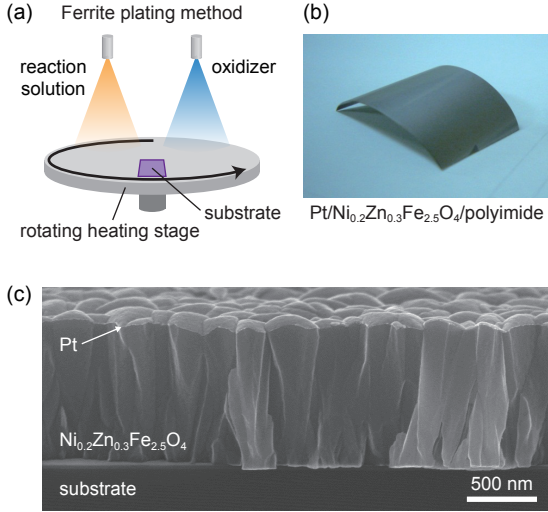 (a) Ferrite plating method
reaction
solution
oxidizer
substrate
rotating heating stage
(b)
Pt/Ni0.2Zn0.3Fe2.5O4/polyimide
(c)
Pt
Ni0.2Zn0.3Fe2.5O4
substrate
500 nm